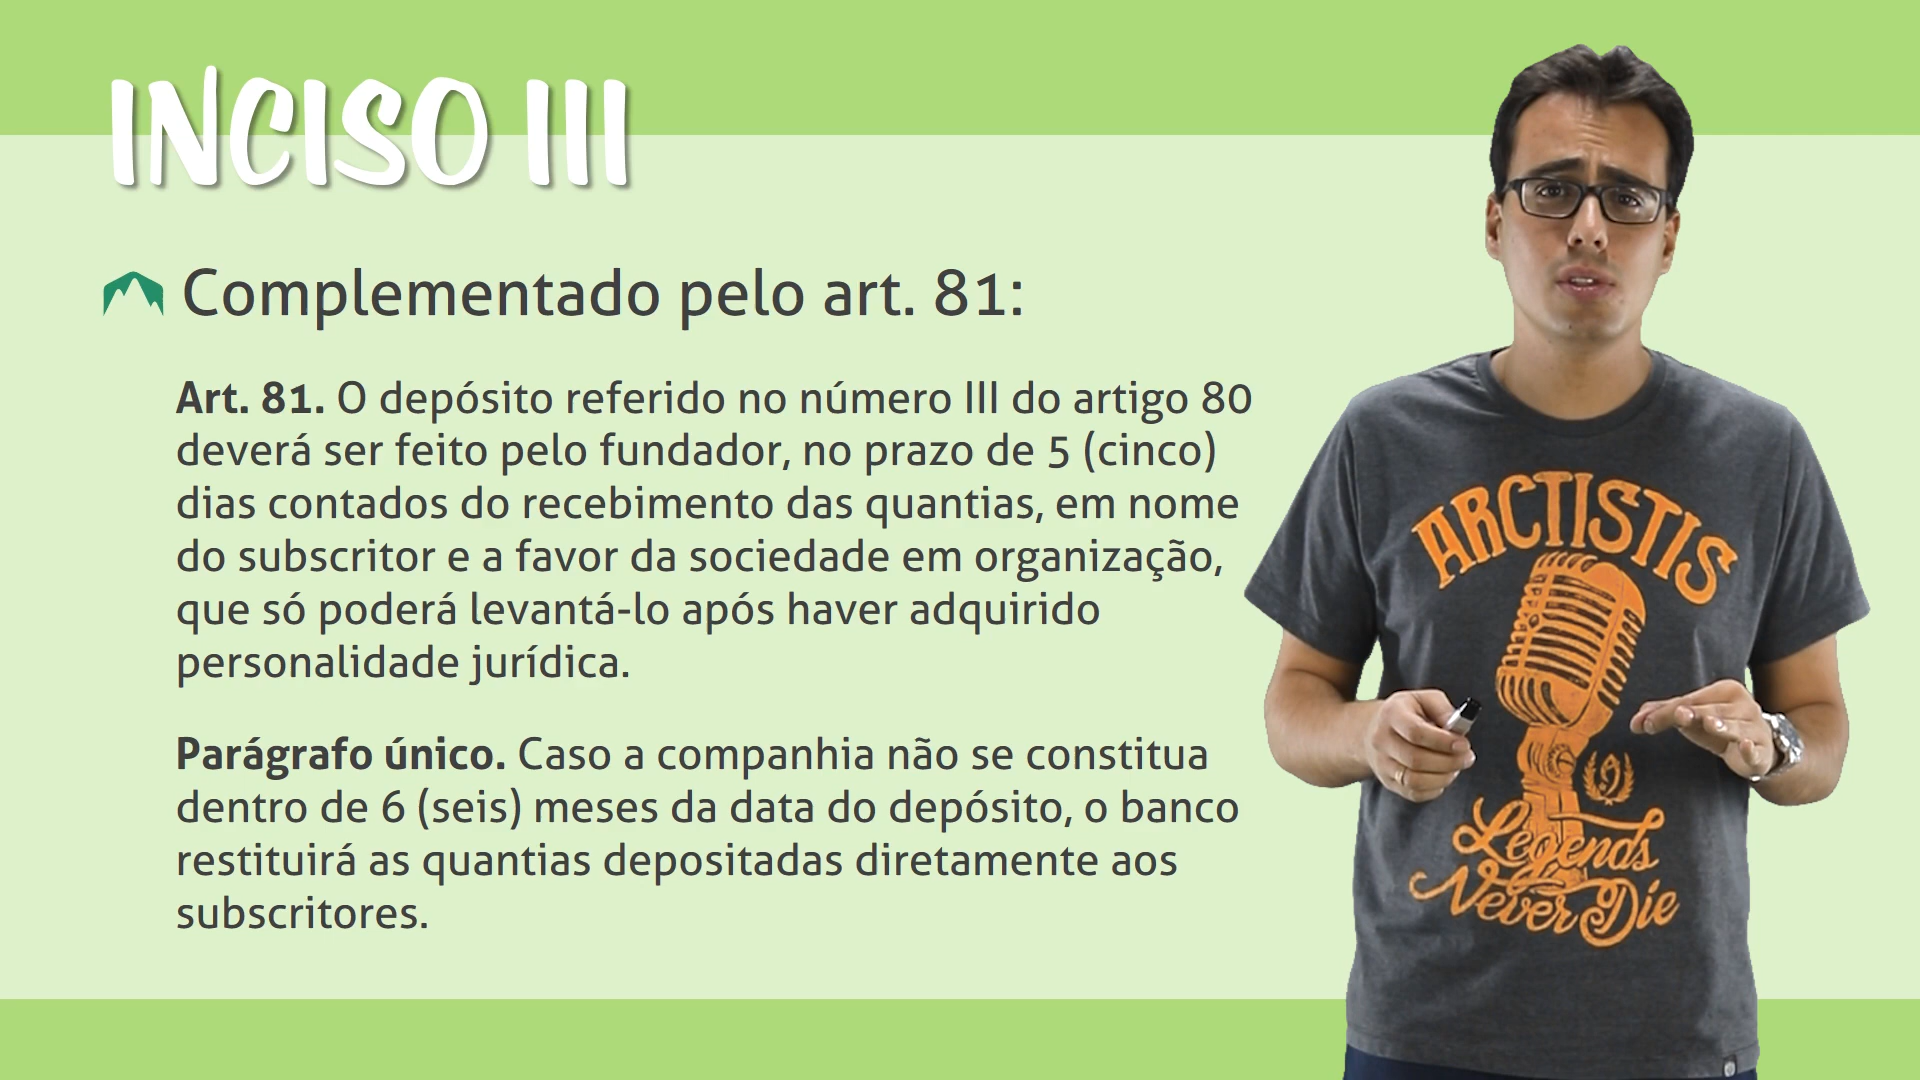 INCISO III
Complementado pelo art. 81:
Art. 81. O depósito referido no número III do artigo 80
deverá ser feito pelo fundador, no prazo de 5 (cinco)
dias contados do recebimento das quantias, em nome
do subscritor e a favor da sociedade em organização,
que só poderá levantá-lo após haver adquirido
personalidade jurídica.
Parágrafo único. Caso a companhia não se constitua
dentro de 6 (seis) meses da data do depósito, o banco
restituirá as quantias depositadas diretamente aos
subscritores.
ARCTISTIS
Legends
Never Die